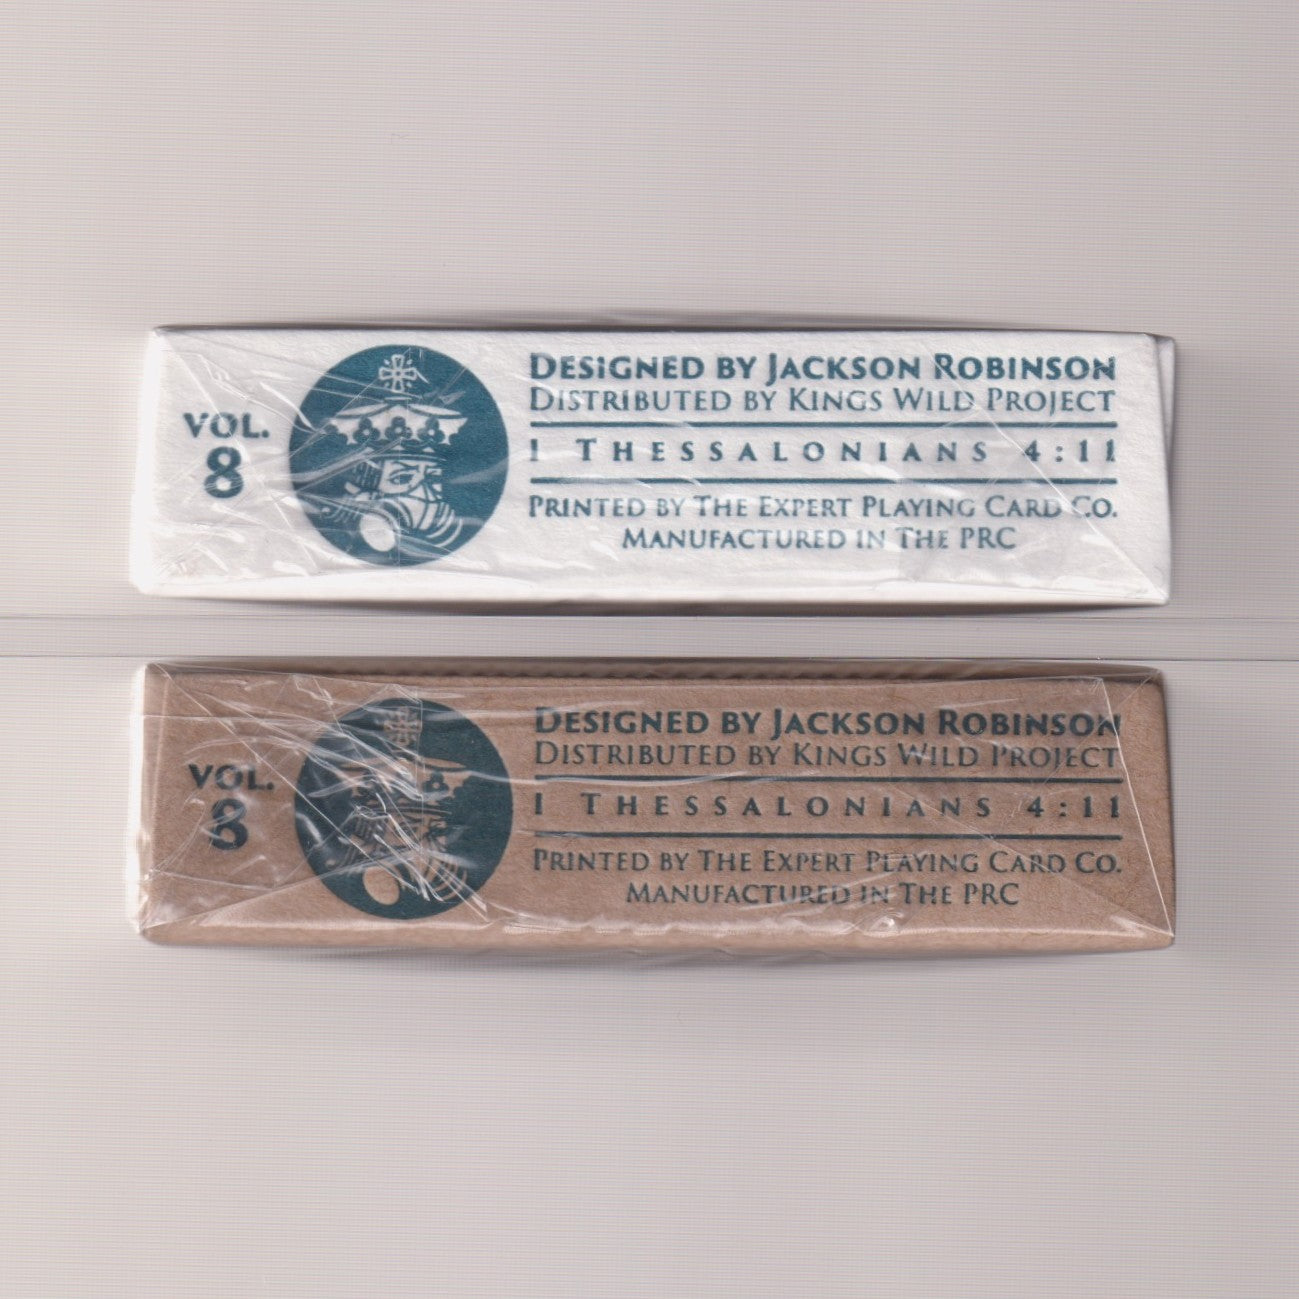 VOL.
8
DESIGNED BY JACKSON ROBINSON
DISTRIBUTED BY KINGS WILD PROJECT
I THESSALONIANS 4:11
PRINTED BY THE EXPERT PLAYING CARD CO.
MANUFACTURED IN THE PRC
VOL.
8
DESIGNED BY JACKSON ROBINSON
DISTRIBUTED BY KINGS WILD PROJECT
I THESSALONIANS 4:11
PRINTED BY THE EXPERT PLAYING CARD CO.
MANUFACTURED IN THE PRC